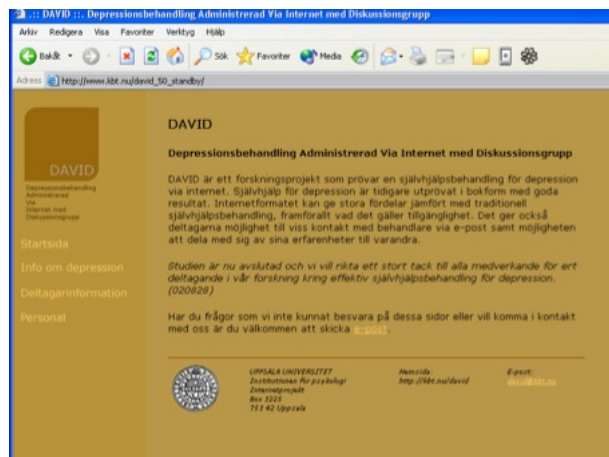 .:: DAVID ::. Depressionsbehandling Administrerad Via Internet med Diskussionsgrupp
Arkiv Redigera Visa Favoriter Verktyg Hjälp
Bakåt Sök Favoriter Media
Adress http://www.kbt.nu/david_50_standby/
DAVID
Depressionsbehandling
Administrerad
Via
Internet med
Diskussionsgrupp
Startsida
Info om depression
Deltagarinformation
Personal
DAVID
Depressionsbehandling Administrerad Via Internet med Diskussionsgrupp
DAVID är ett forskningsprojekt som prövar en självhjälpsbehandling för depression
via internet. Självhjälp för depression är tidigare utprövat i bokform med goda
resultat. Internetformatet kan ge stora fördelar jämfört med traditionell
självhjälpsbehandling, framförallt vad det gäller tillgänglighet. Det ger också
deltagarna möjlighet till viss kontakt med behandlare via e-post samt möjligheten
att dela med sig av sina erfarenheter till varandra.
Studien är nu avslutad och vi vill rikta ett stort tack till alla medverkande för ert
deltagande i vår forskning kring effektiv självhjälpsbehandling för depression.
(020828)
Har du frågor som vi inte kunnat besvara på dessa sidor eller vill komma i kontakt
med oss är du välkommen att skicka e-post.
UPPSALA UNIVERSITET
Institutionen för psykologi
Internetprojekt
Box 1225
751 42 Uppsala
Hemsida:
http://kbt.nu/david
E-post:
david@kbt.nu